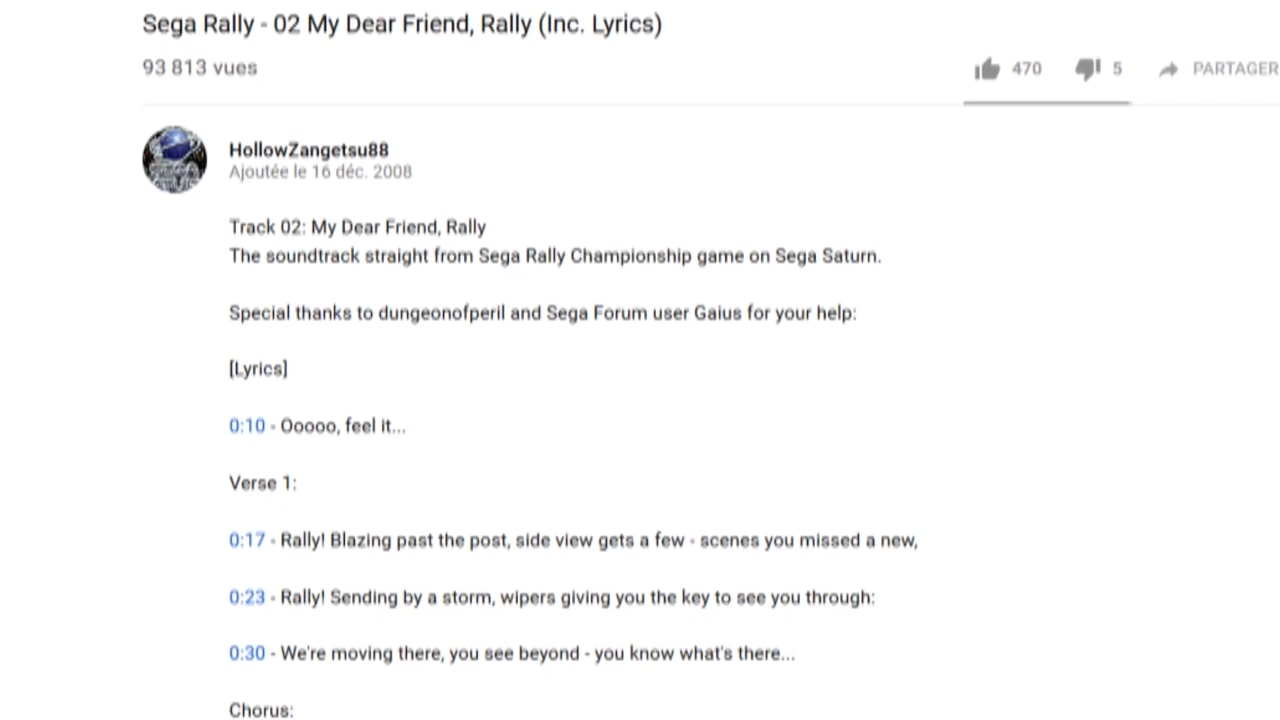 Sega Rally - 02 My Dear Friend, Rally (Inc. Lyrics)
93 813 vues
470
5
PARTAGER
HollowZangetsu88
Ajoutée le 16 déc. 2008
Track 02: My Dear Friend, Rally
The soundtrack straight from Sega Rally Championship game on Sega Saturn.
Special thanks to dungeonofperil and Sega Forum user Gaius for your help:
[Lyrics]
0:10 - Ooooo, feel it...
Verse 1:
0:17 - Rally! Blazing past the post, side view gets a few - scenes you missed a new,
0:23 - Rally! Sending by a storm, wipers giving you the key to see you through:
0:30 - We're moving there, you see beyond - you know what's there...
Chorus: